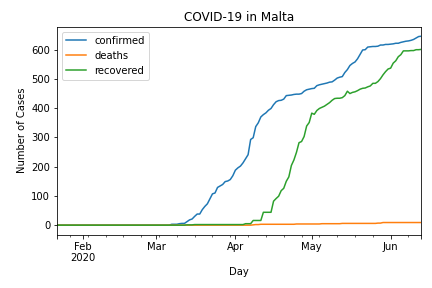 COVID-19 in Malta
confirmed
deaths
recovered
Number of Cases
600
500
400
300
200
100
0
Feb
2020
Mar
Apr
May
Jun
Day